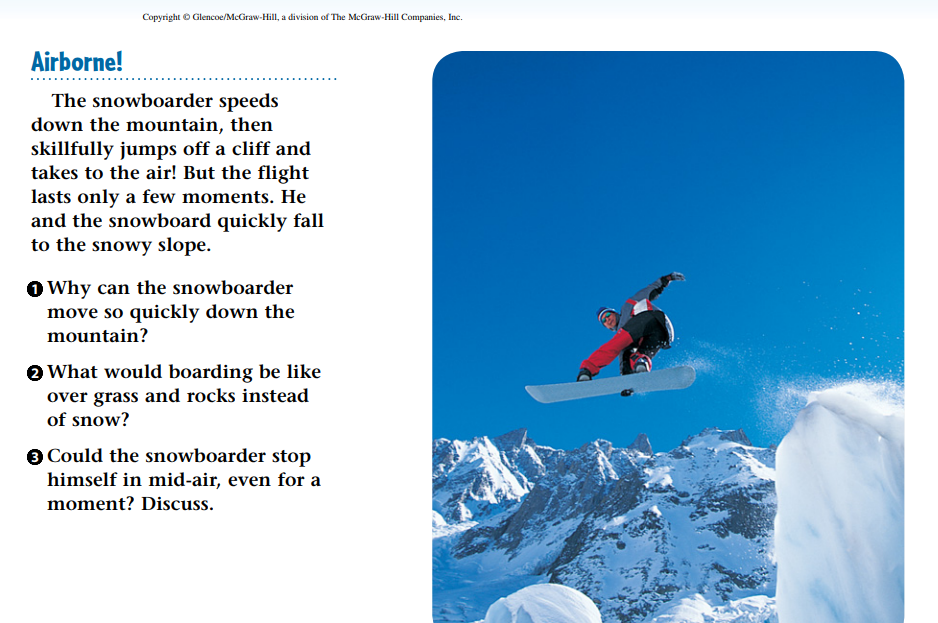 Copyright © Glencoe/McGraw-Hill, a division of The McGraw-Hill Companies, Inc.
Airborne!
The snowboarder speeds
down the mountain, then
skillfully jumps off a cliff and
takes to the air! But the flight
lasts only a few moments. He
and the snowboard quickly fall
to the snowy slope.
1 Why can the snowboarder
move so quickly down the
mountain?
2 What would boarding be like
over grass and rocks instead
of snow?
3 Could the snowboarder stop
himself in mid-air, even for a
moment? Discuss.